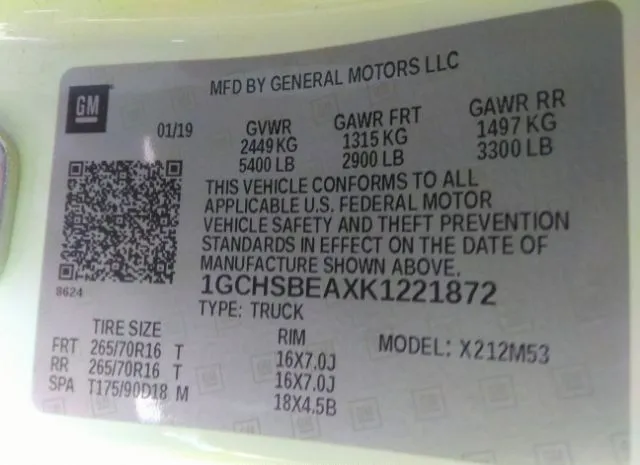 MFD BY GENERAL MOTORS LLC
GM
01/19 GVWR GAWR FRT GAWR RR
2449 KG 1315 KG 1497 KG
5400 LB 2900 LB 3300 LB
THIS VEHICLE CONFORMS TO ALL
APPLICABLE U.S. FEDERAL MOTOR
VEHICLE SAFETY AND THEFT PREVENTION
STANDARDS IN EFFECT ON THE DATE OF
MANUFACTURE SHOWN ABOVE.
8624
1GCHSBEAXK1221872
TYPE: TRUCK
TIRE SIZE RIM MODEL: X212M53
FRT 265/70R16 T 16X7.0J
RR 265/70R16 T 16X7.0J
SPA T175/90D18 M 18X4.5B